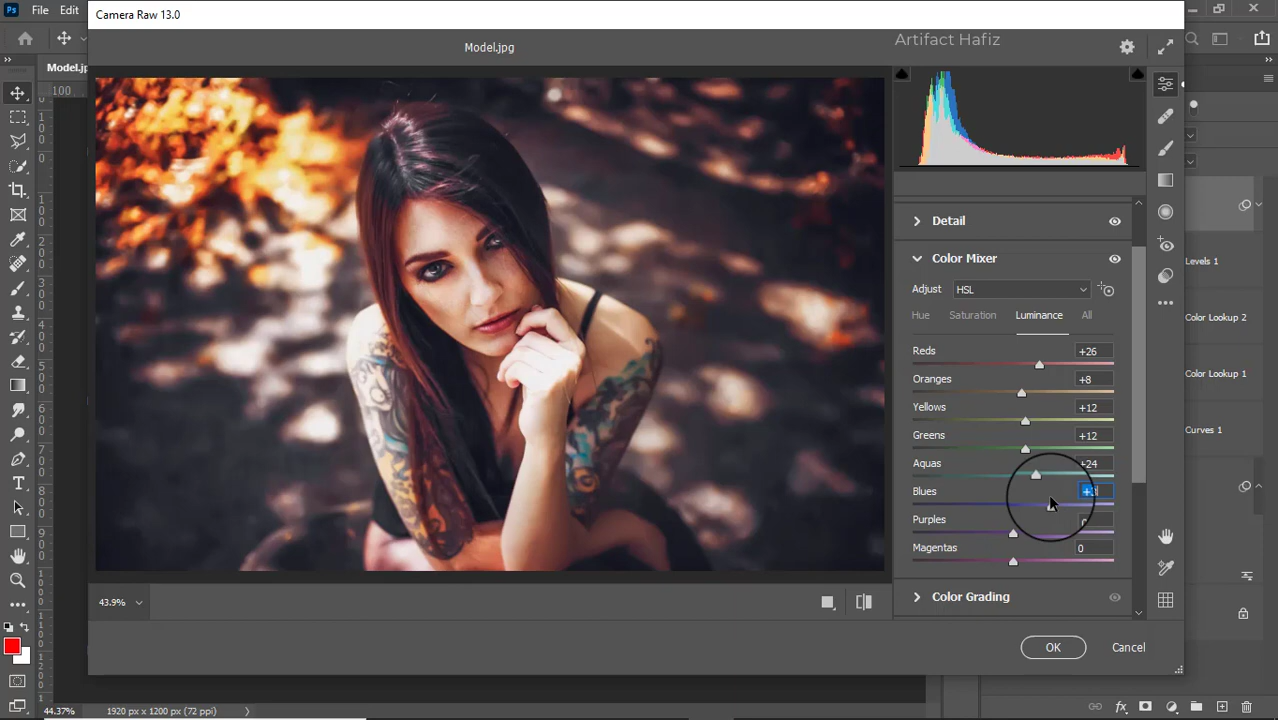 Ps File Edit
Camera Raw 13.0
Artifact Hafiz
Model.jpg
Model.jp
100
Detail
Color Mixer
Adjust HSL
Hue Saturation Luminance All
Reds +26
Oranges +8
Yellows +12
Greens +12
Aquas +24
Blues
Purples
Magentas 0
Color Grading
Levels 1
Color Lookup 2
Color Lookup 1
Curves 1
43.9%
OK Cancel
44.37% 1920 px x 1200 px (72 ppi)